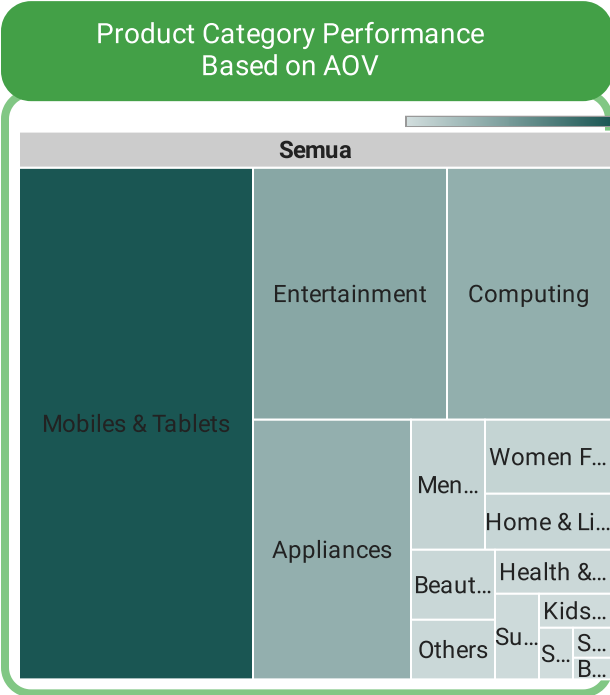 Product Category Performance
Based on AOV
Semua
Mobiles & Tablets
Entertainment
Computing
Appliances
Men...
Women F...
Home & Li...
Beaut...
Health &...
Others
Su...
Kids...
S...
S...
B...